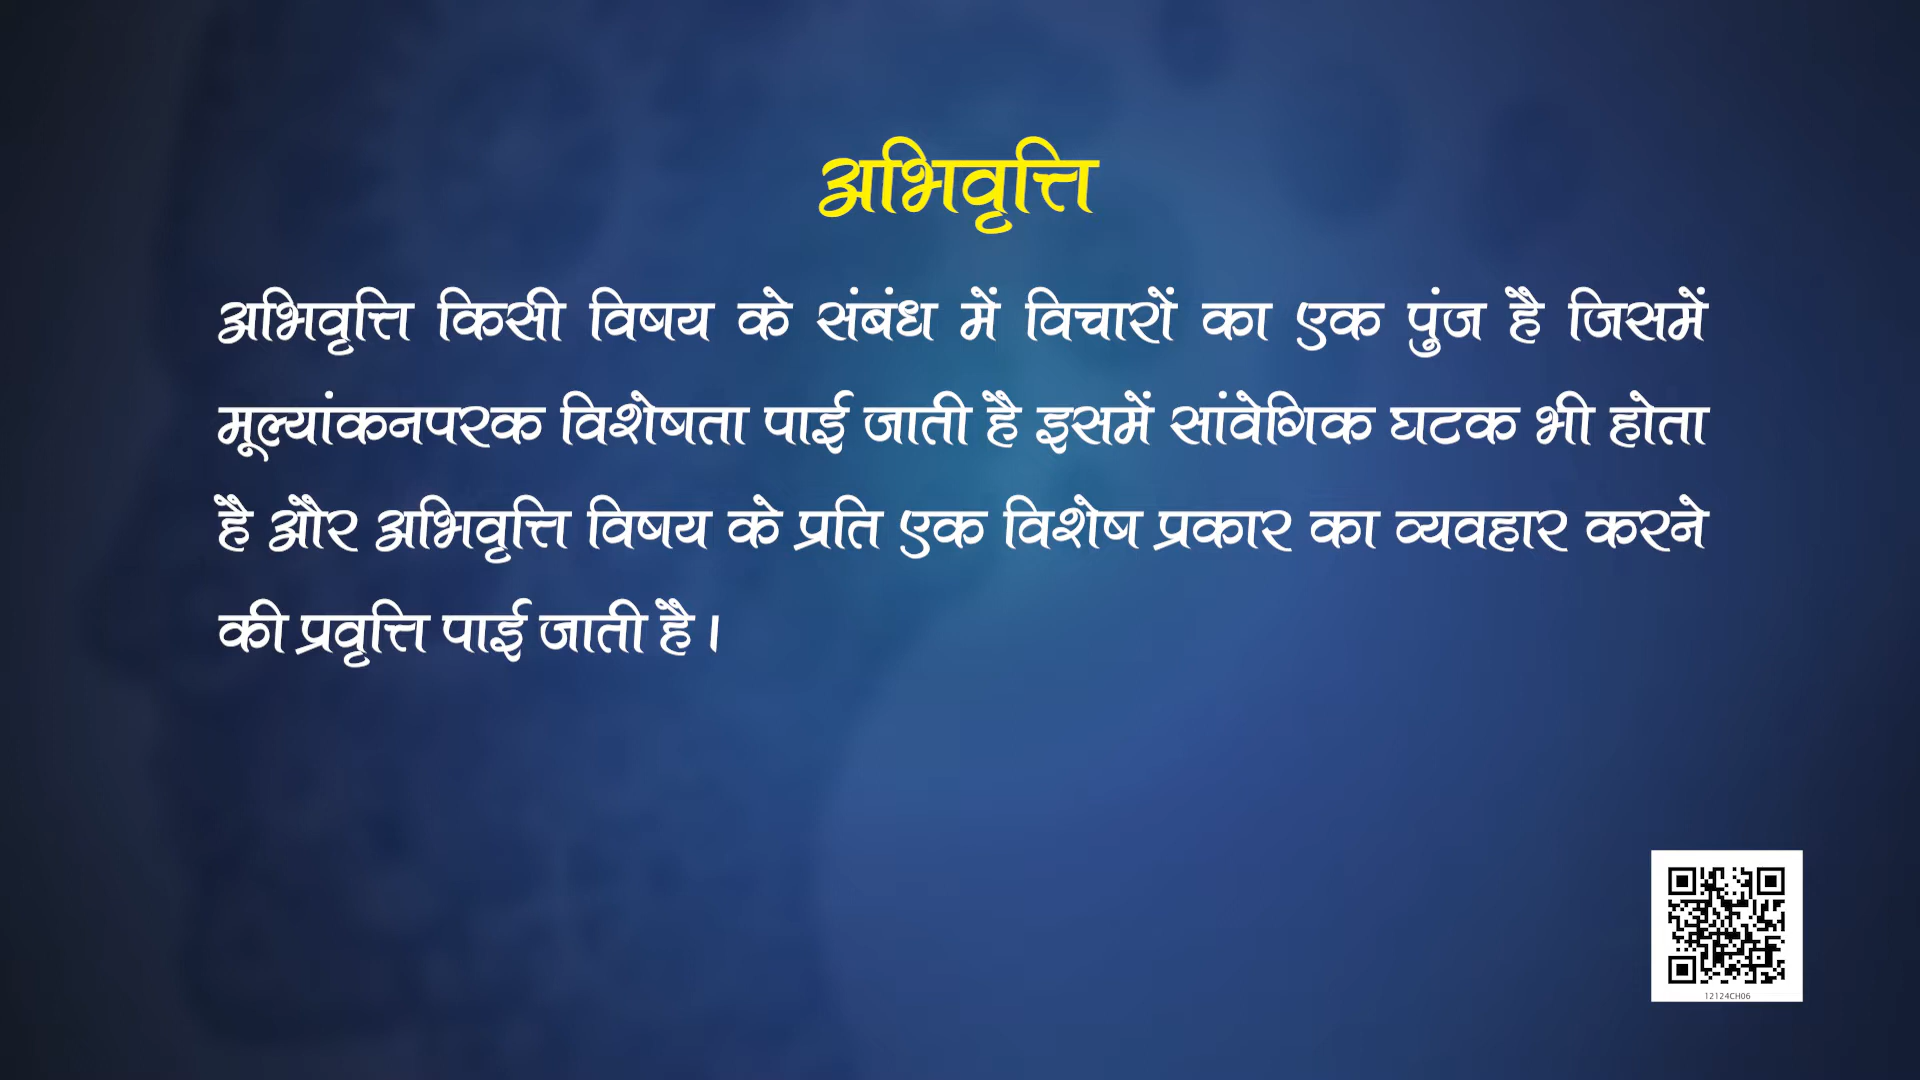 अभिवृत्ति
अभिवृत्ति किसी विषय के संबंध में विचारों का एक पुंज है जिसमें
मूल्यांकनपरक विशेषता पाई जाती है इसमें सांवेगिक घटक भी होता
है और अभिवृत्ति विषय के प्रति एक विशेष प्रकार का व्यवहार करने
की प्रवृत्ति पाई जाती है।
12124CH06